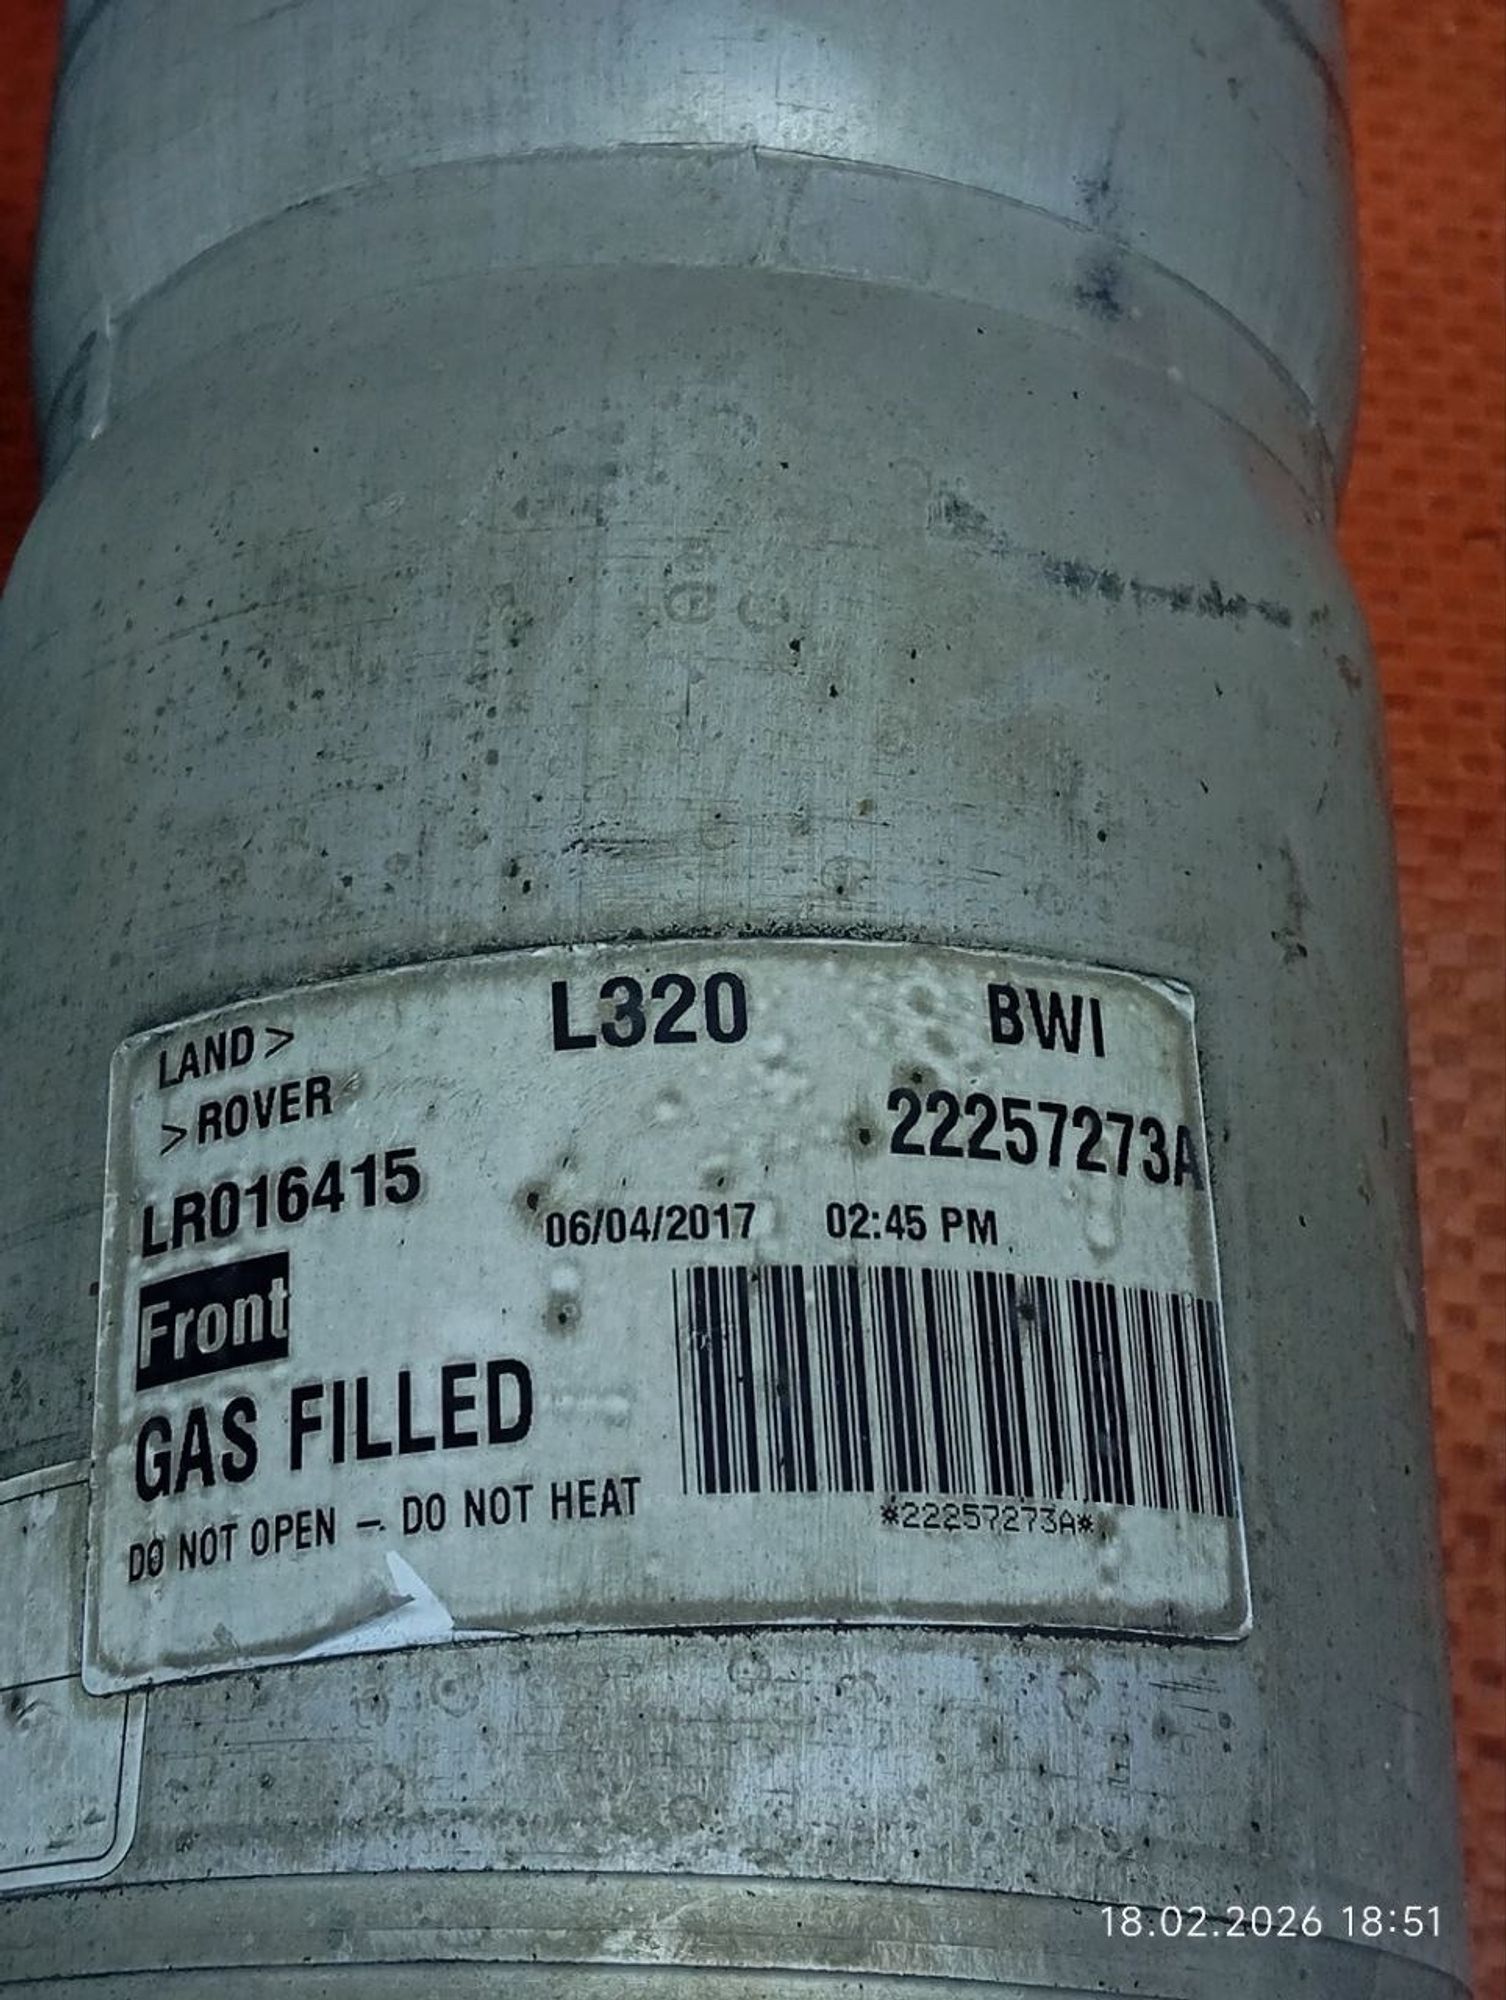 LAND>
>ROVER
L320
BWI
22257273A
LR016415
06/04/2017 02:45 PM
Front
GAS FILLED
DO NOT OPEN - DO NOT HEAT
*22257273A*
18.02.2026 18:51